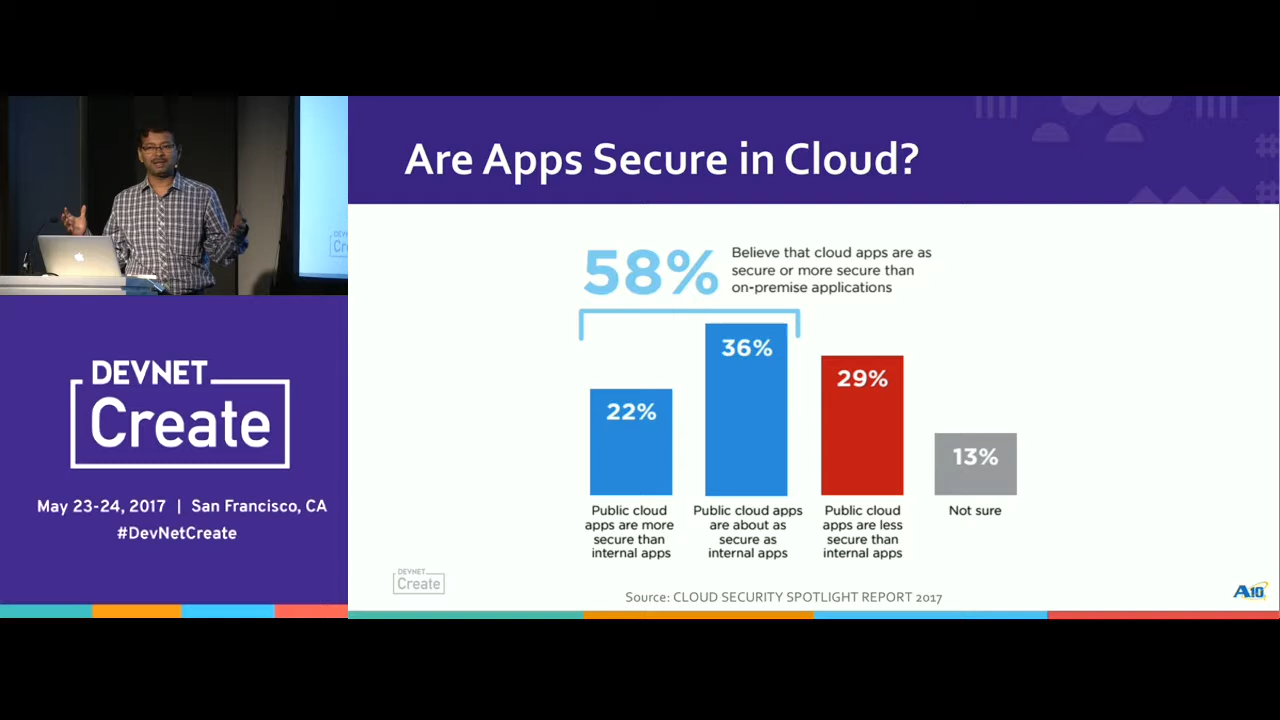 Are Apps Secure in Cloud?
58%
Believe that cloud apps are as
secure or more secure than
on-premise applications
22%
36%
29%
13%
Public cloud
apps are more
secure than
internal apps
Public cloud apps
are about as
secure as
internal apps
Public cloud
apps are less
secure than
internal apps
Not sure
DEVNET
Create
Source: CLOUD SECURITY SPOTLIGHT REPORT 2017
A10
DEVNET
Create
May 23-24, 2017 | San Francisco, CA
#DevNetCreate